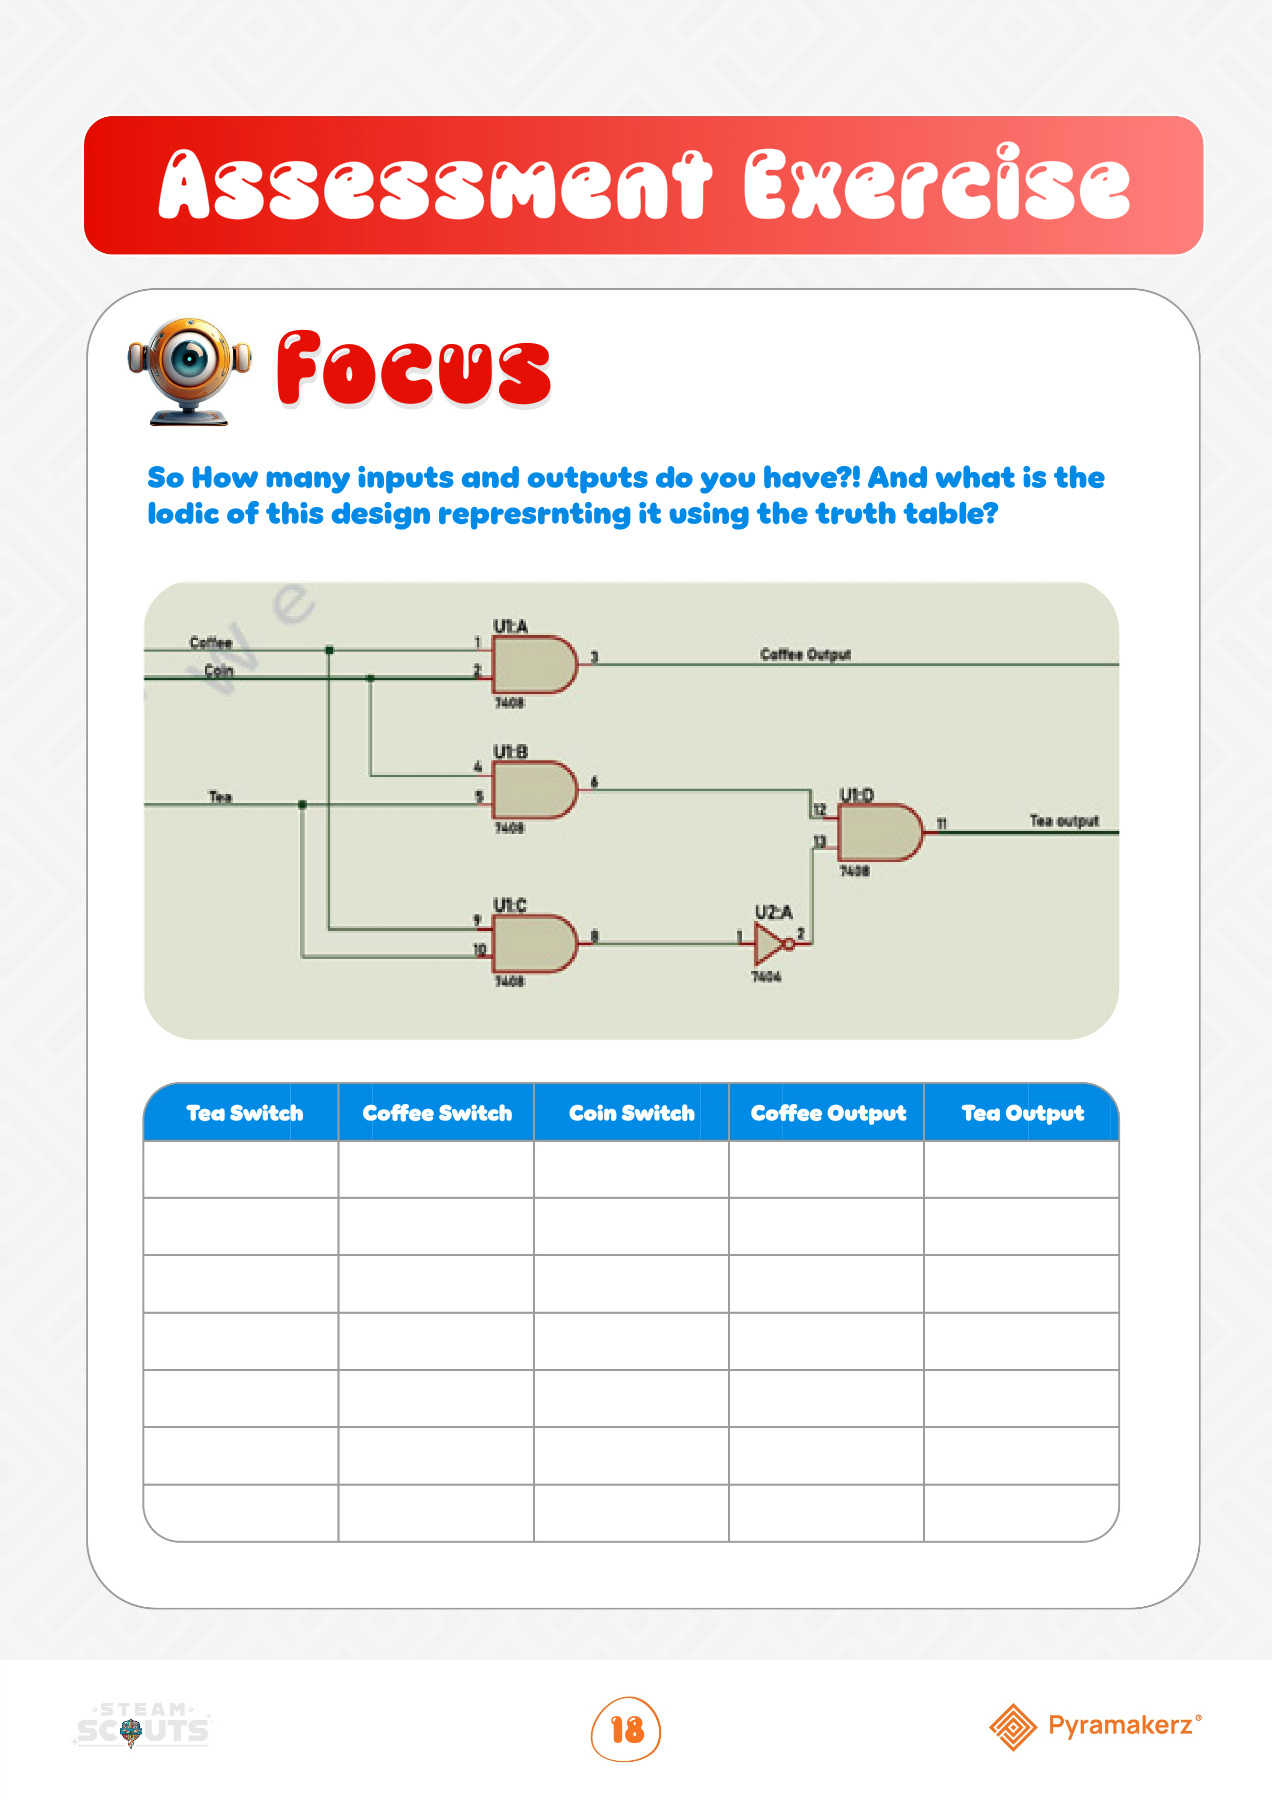 Assessment Exercise
Focus
So How many inputs and outputs do you have?! And what is the
lodic of this design represrnting it using the truth table?
w e
U1:A
Coffee
1
3
Coffee Output
Coin
2
7408
U1:B
4
6
Tea
5
7408
U1:D
12
11
Tea output
13
7408
U1:C
9
U2:A
8
1
2
10
7408
7404
Tea Switch
Coffee Switch
Coin Switch
Coffee Output
Tea Output
STEAM
SCOUTS
18
Pyramakerz®